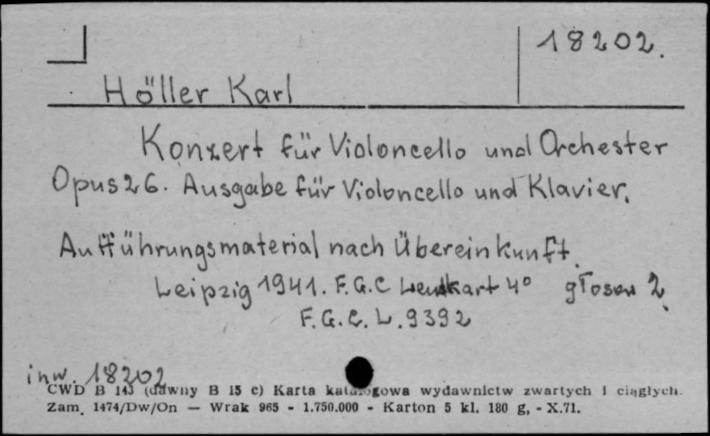 18202.
Höller Karl
Konzert für Violoncello und Orchester
Opus 26. Ausgabe für Violoncello und Klavier.
Aufführungsmaterial nach Übereinkunft.
Leipzig 1941. F.G.C Leuckart 4° głosów 2.
F.G.C.L. 9392
inw. 18202
CWD B 143 (dawny B 15 c) Karta katalogowa wydawnictw zwartych i ciągłych.
Zam. 1474/Dw/On — Wrak 965 - 1.750.000 - Karton 5 kl. 180 g, - X.71.